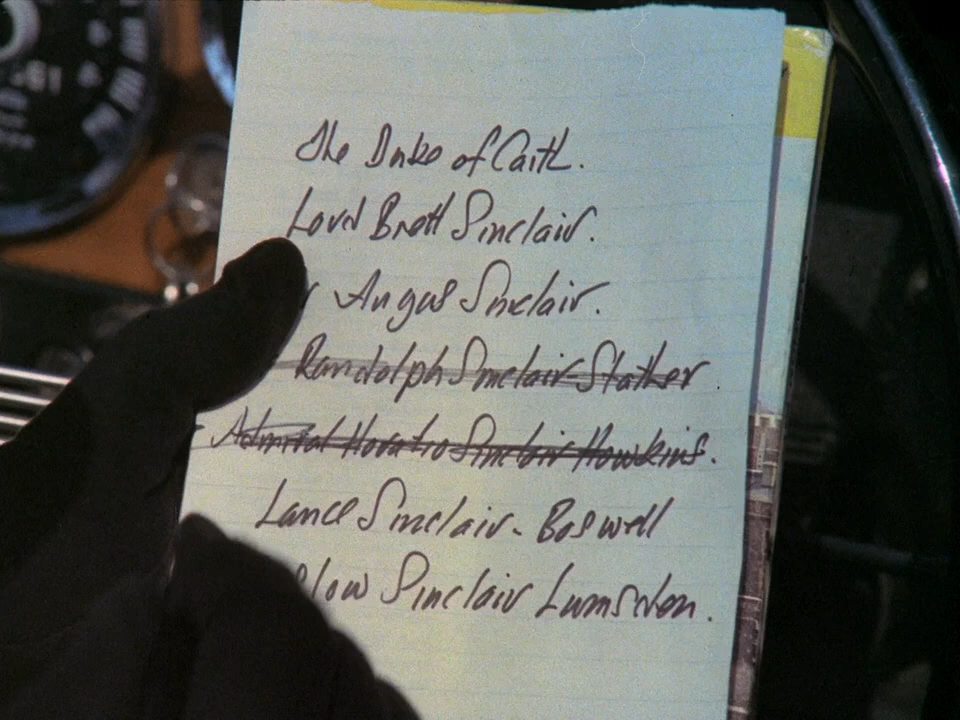 The Duke of Caith.
Lord Brett Sinclair.
Angus Sinclair.
Randolph Sinclair Stather
Admiral Horatio Sinclair Hawkins.
Lance Sinclair - Boswell
Sinclair Lumsden.